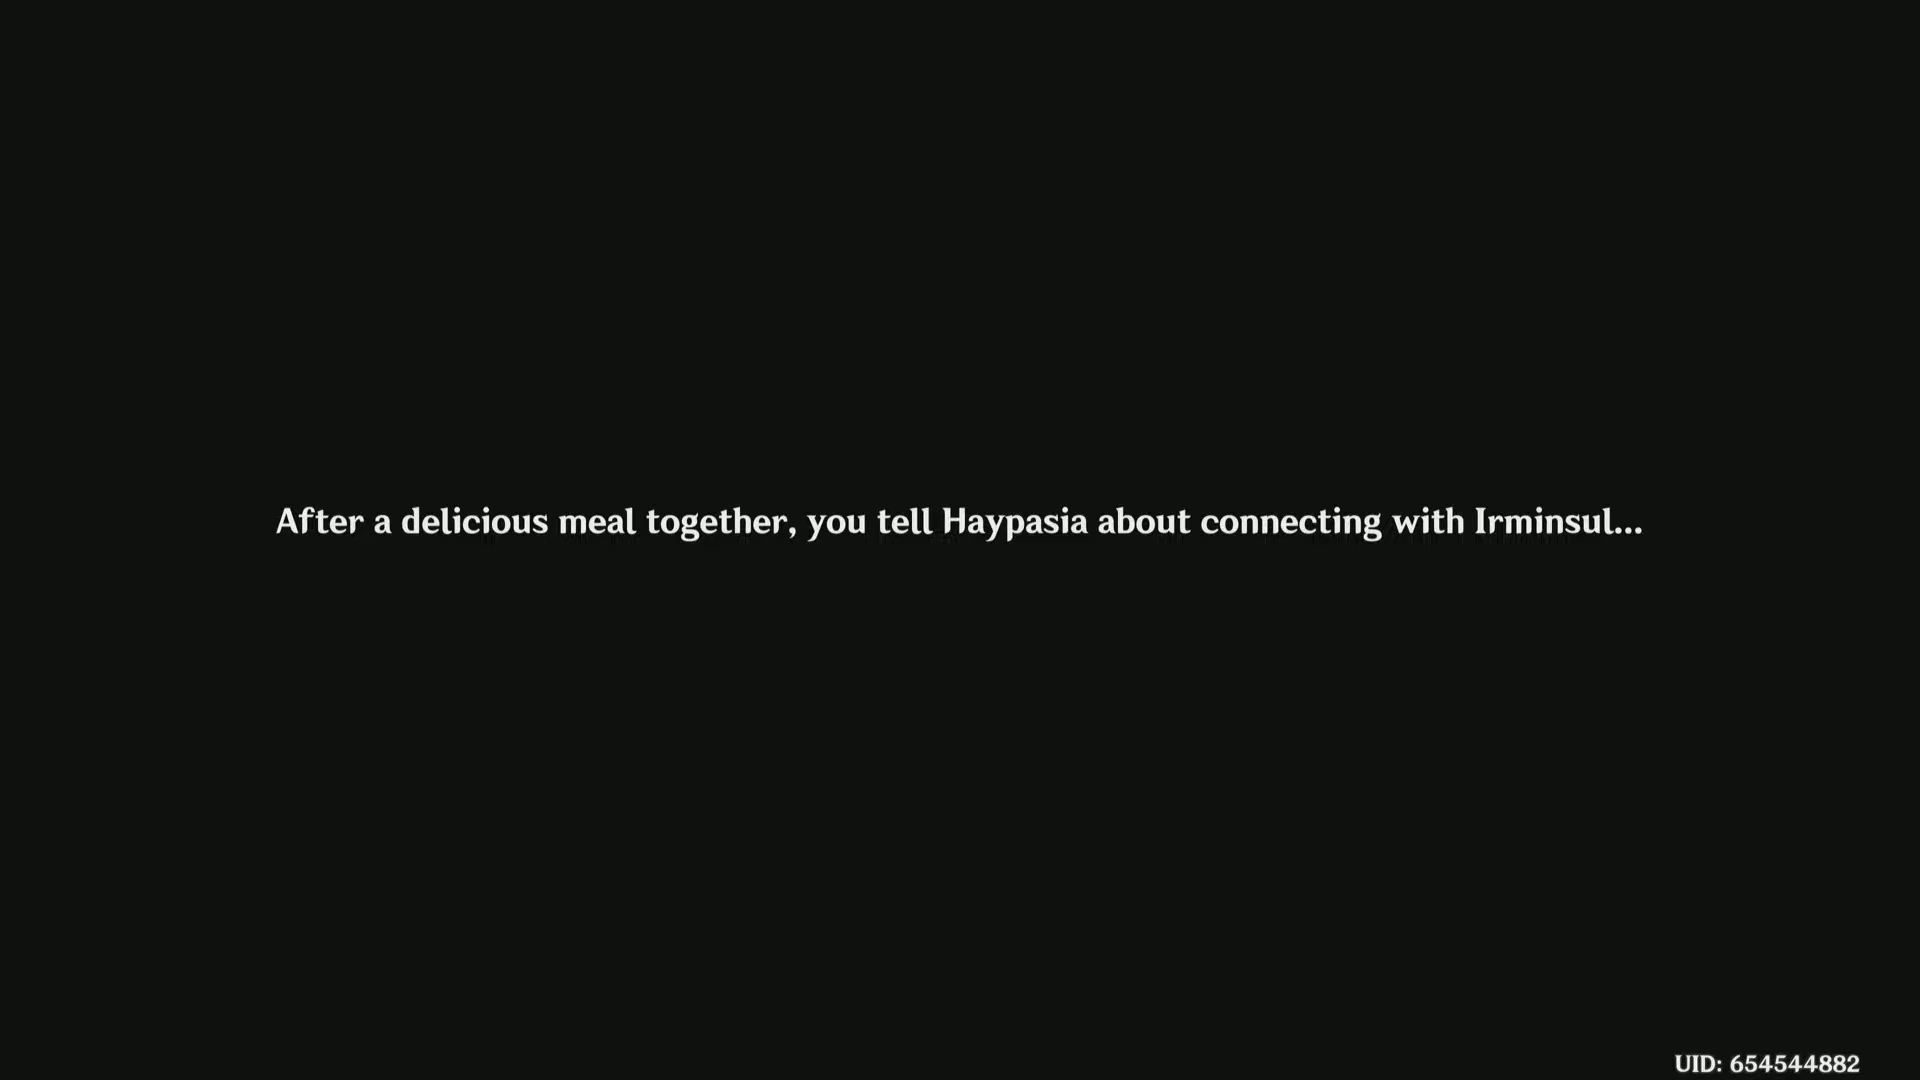 After a delicious meal together, you tell Haypasia about connecting with Irminsul...
UID: 654544882